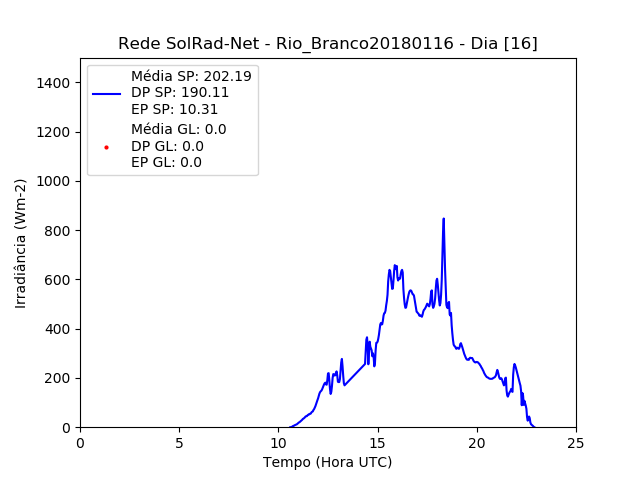 Rede SolRad-Net - Rio_Branco20180116 - Dia [16]
Média SP: 202.19
DP SP: 190.11
EP SP: 10.31
Média GL: 0.0
DP GL: 0.0
EP GL: 0.0
Irradiância (Wm-2)
1400
1200
1000
800
600
400
200
0
0 5 10 15 20 25
Tempo (Hora UTC)